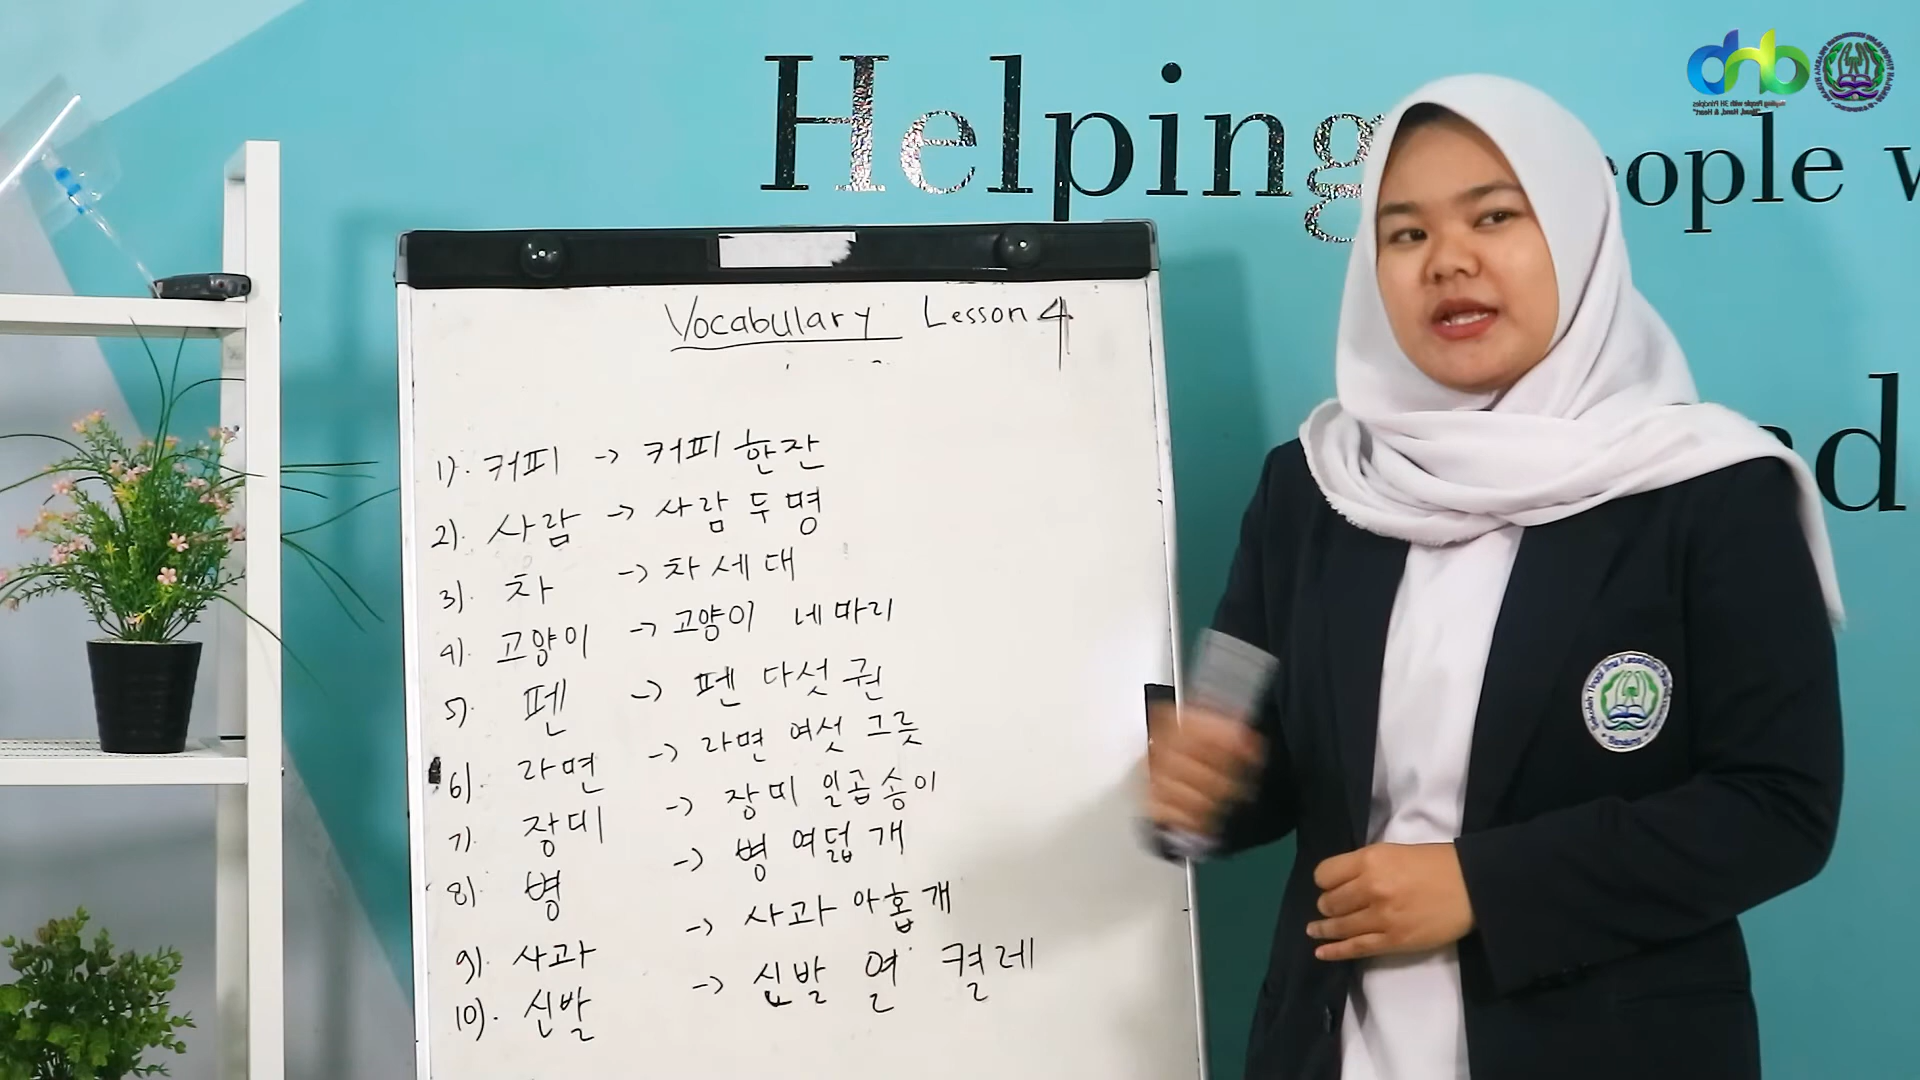 Helping People w
ad
Vocabulary Lesson 4
1). 커피 -> 커피 한잔
2). 사람 -> 사람 두 명
3). 차 -> 차 세 대
4). 고양이 -> 고양이 네 마리
5). 펜 -> 펜 다섯 권
6). 라면 -> 라면 여섯 그릇
7). 장미 -> 장미 일곱 송이
8). 병 -> 병 여덟 개
9). 사과 -> 사과 아홉 개
10). 신발 -> 신발 열 켤레